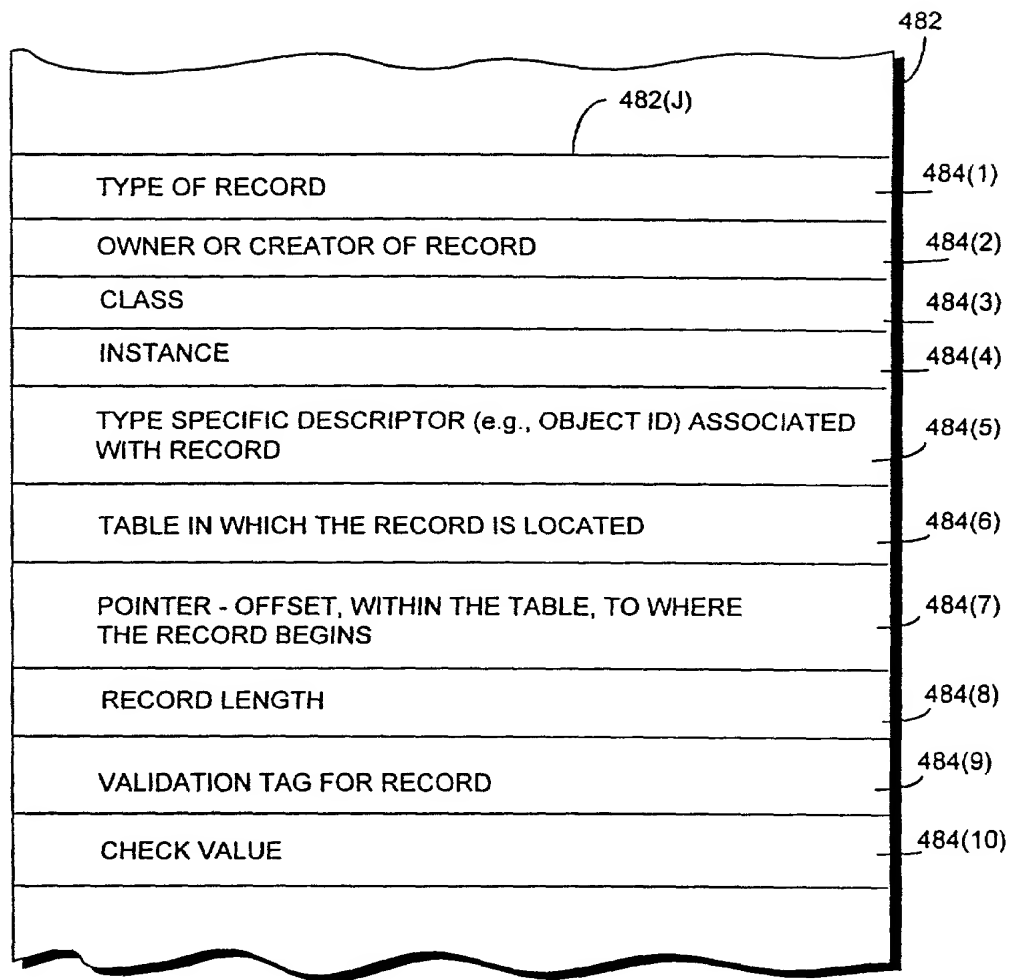 482
482(J)
TYPE OF RECORD
484(1)
OWNER OR CREATOR OF RECORD
484(2)
CLASS
484(3)
INSTANCE
484(4)
TYPE SPECIFIC DESCRIPTOR (e.g., OBJECT ID) ASSOCIATED
WITH RECORD
484(5)
TABLE IN WHICH THE RECORD IS LOCATED
484(6)
POINTER - OFFSET, WITHIN THE TABLE, TO WHERE
THE RECORD BEGINS
484(7)
RECORD LENGTH
484(8)
VALIDATION TAG FOR RECORD
484(9)
CHECK VALUE
484(10)